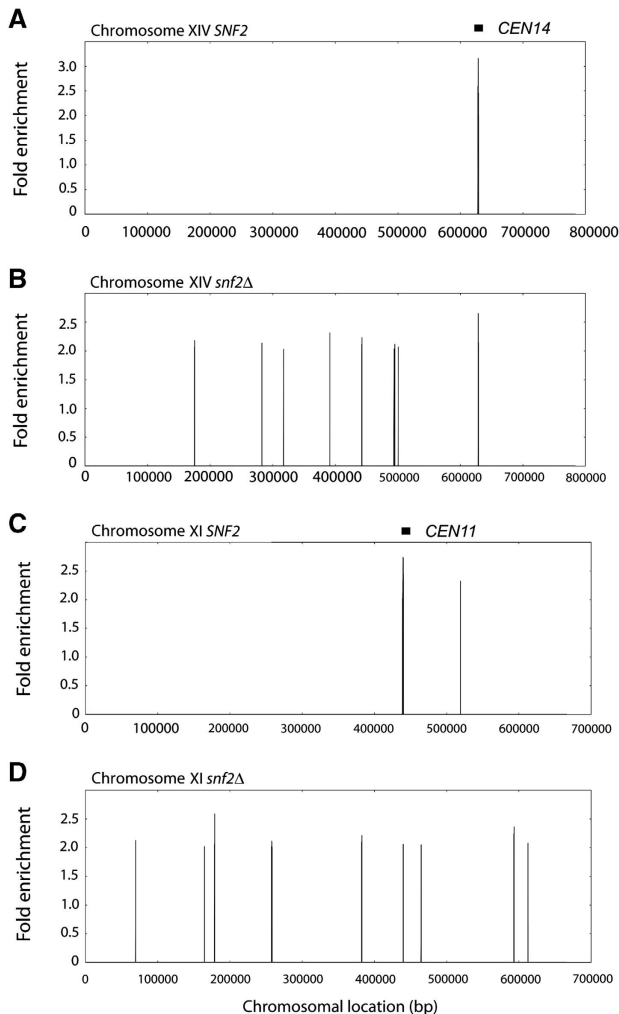 A
Chromosome XIV SNF2
■ CEN14
Fold enrichment
3.0
2.5
2.0
1.5
1.0
0.5
0
0 100000 200000 300000 400000 500000 600000 700000 800000
B
Chromosome XIV snf2Δ
Fold enrichment
2.5
2.0
1.5
1.0
0.5
0
0 100000 200000 300000 400000 500000 600000 700000 800000
C
Chromosome XI SNF2
■ CEN11
Fold enrichment
2.5
2.0
1.5
1.0
0.5
0
0 100000 200000 300000 400000 500000 600000 700000
D
Chromosome XI snf2Δ
Fold enrichment
2.5
2.0
1.5
1.0
0.5
0
0 100000 200000 300000 400000 500000 600000 700000
Chromosomal location (bp)